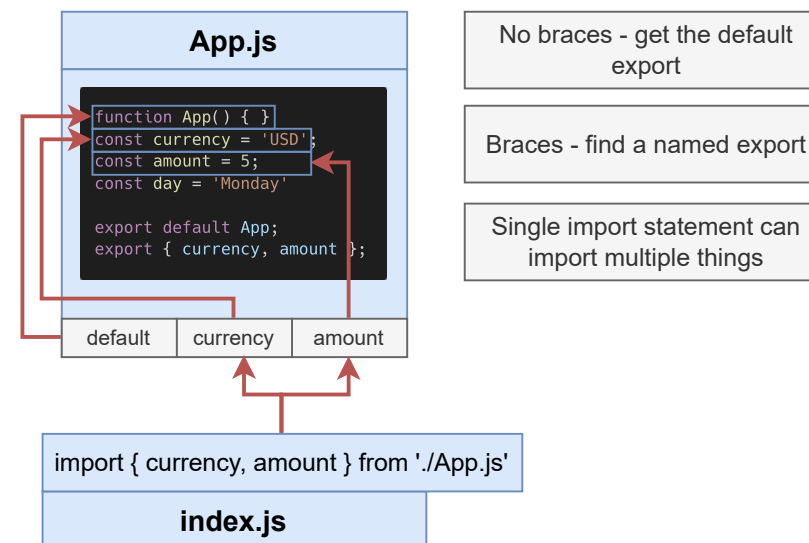 App.js
function App() { }
const currency = 'USD';
const amount = 5;
const day = 'Monday'
export default App;
export { currency, amount };
default
currency
amount
import { currency, amount } from './App.js'
index.js
No braces - get the default
export
Braces - find a named export
Single import statement can
import multiple things